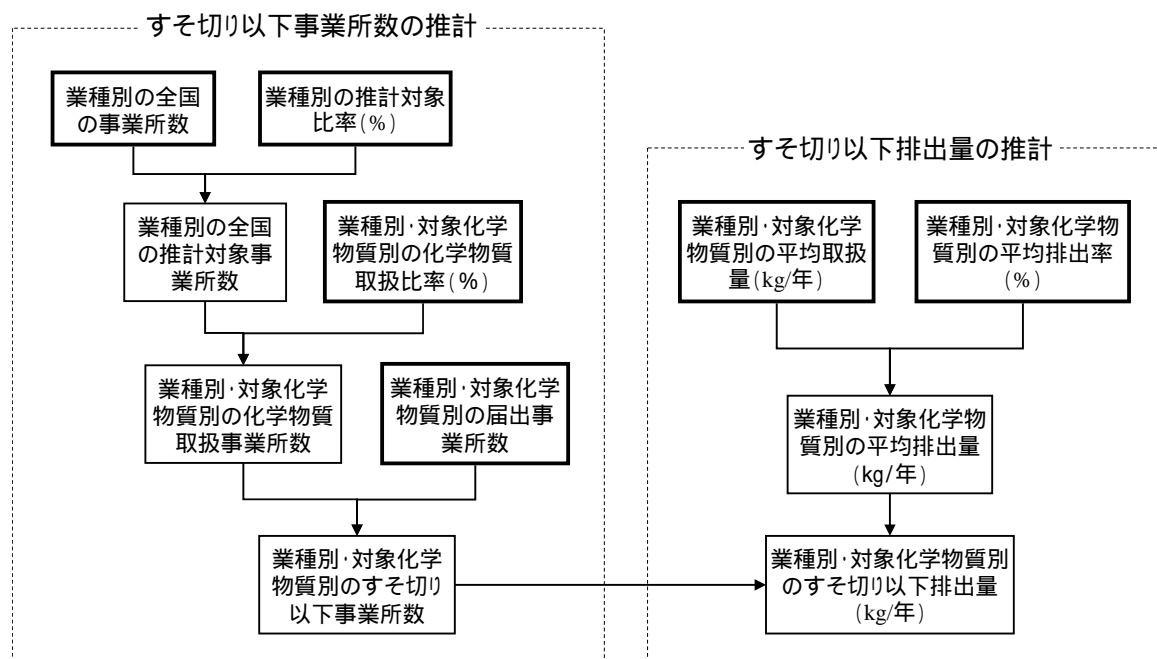 すそ切り以下事業所数の推計
業種別の全国
の事業所数
業種別の推計対象
比率(%)
業種別の全国
の推計対象事
業所数
業種別・対象化学
物質別の化学物質
取扱比率(%)
業種別・対象化学
物質別の化学物質
取扱事業所数
業種別・対象化学
物質別の届出事
業所数
業種別・対象化学
物質別のすそ切り
以下事業所数
すそ切り以下排出量の推計
業種別・対象化学
物質別の平均取扱
量(kg/年)
業種別・対象化学物
質別の平均排出率
(%)
業種別・対象化学物
質別の平均排出量
(kg/年)
業種別・対象化学物質別
のすそ切り以下排出量
(kg/年)